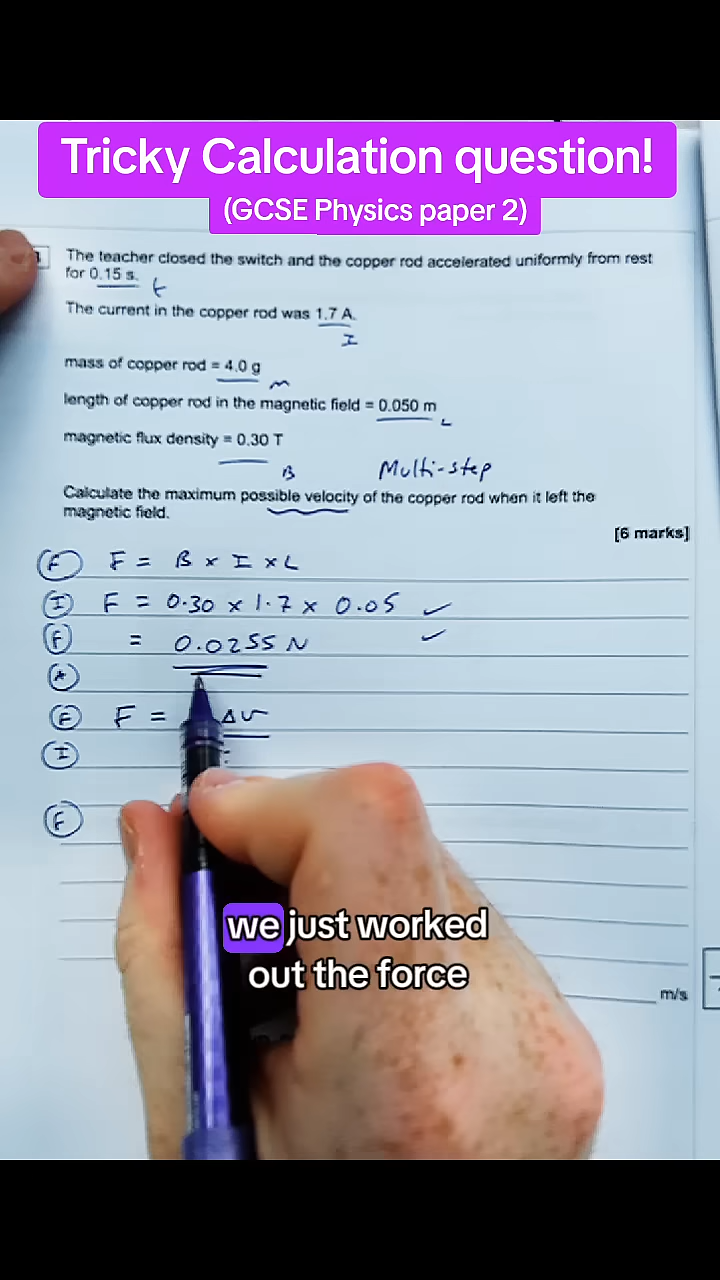 Tricky Calculation question!
(GCSE Physics paper 2)
The teacher closed the switch and the copper rod accelerated uniformly from rest
for 0.15 s.
t
The current in the copper rod was 1.7 A.
I
mass of copper rod = 4.0 g
m
length of copper rod in the magnetic field = 0.050 m
L
magnetic flux density = 0.30 T
B Multi-step
Calculate the maximum possible velocity of the copper rod when it left the
magnetic field.
[6 marks]
F F = B × I × L
I F = 0.30 × 1.7 × 0.05 ✓
F = 0.0255 N ✓
A
E F = Δv
I
F
we just worked
out the force
m/s